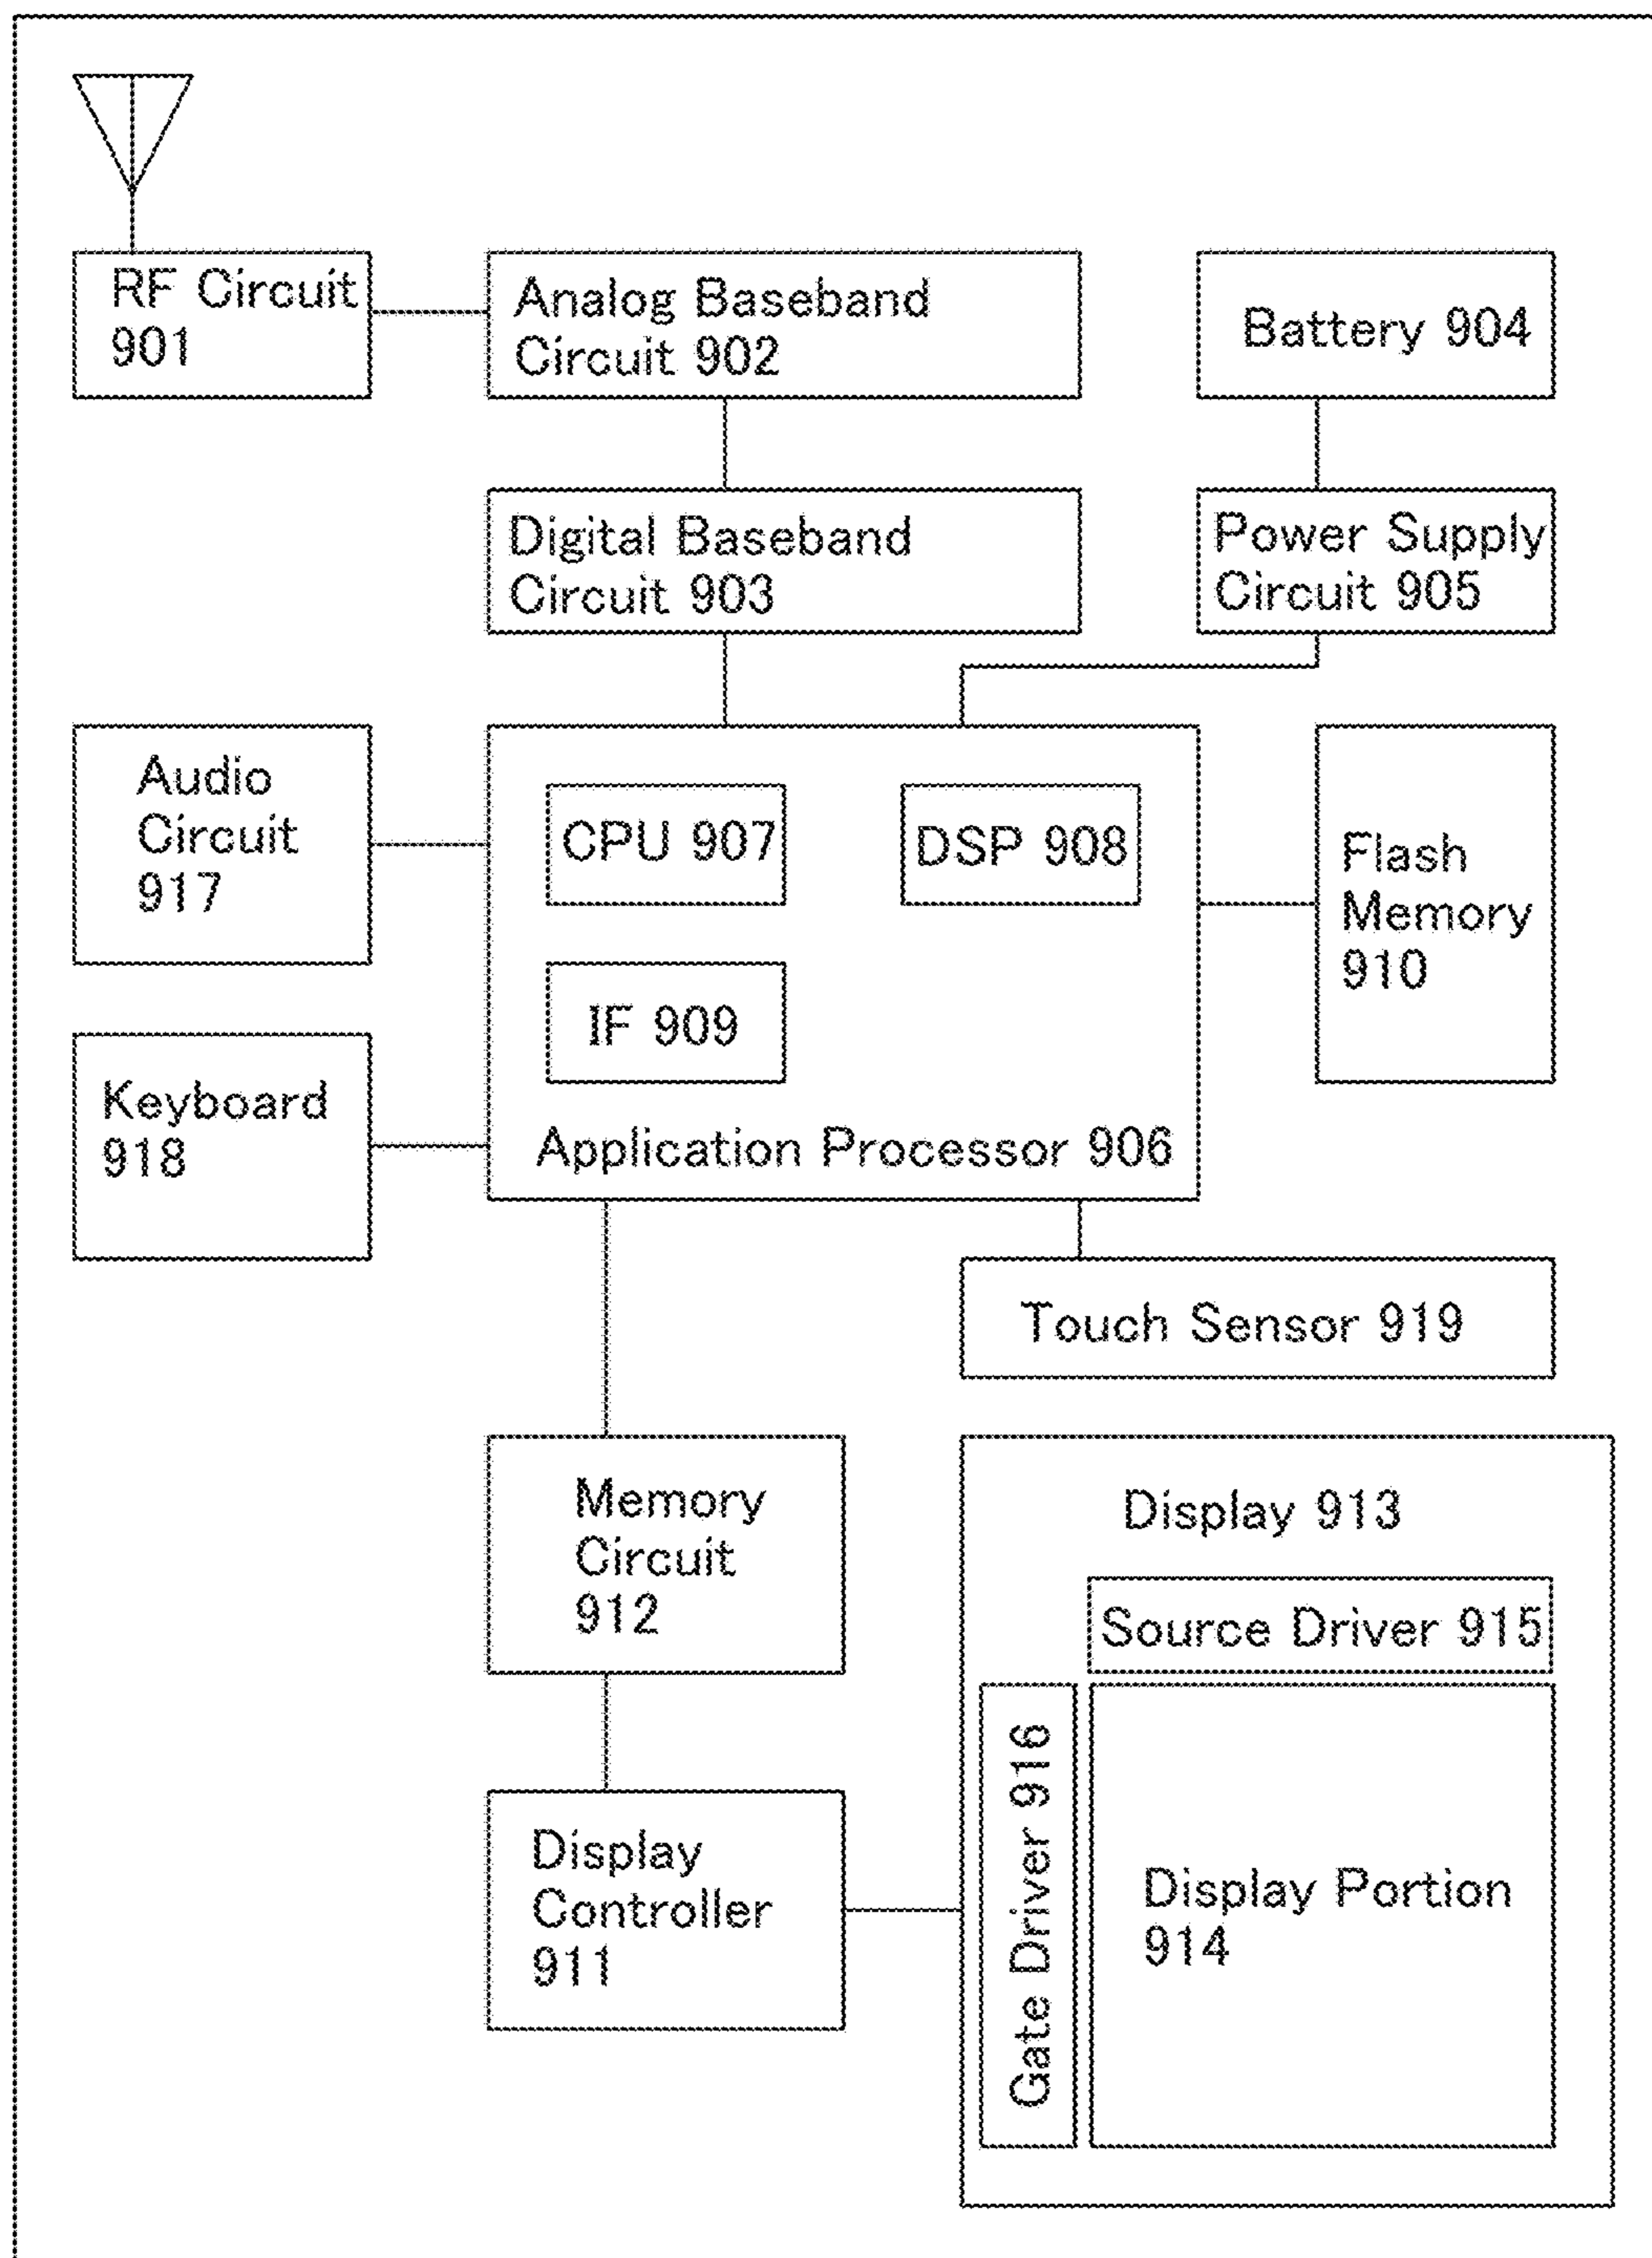 RF Circuit
901
Analog Baseband
Circuit 902
Battery 904
Digital Baseband
Circuit 903
Power Supply
Circuit 905
Audio
Circuit
917
CPU 907
DSP 908
Flash
Memory
910
IF 909
Keyboard
918
Application Processor 906
Touch Sensor 919
Memory
Circuit
912
Display 913
Source Driver 915
Gate Driver 916
Display
Controller
911
Display Portion
914